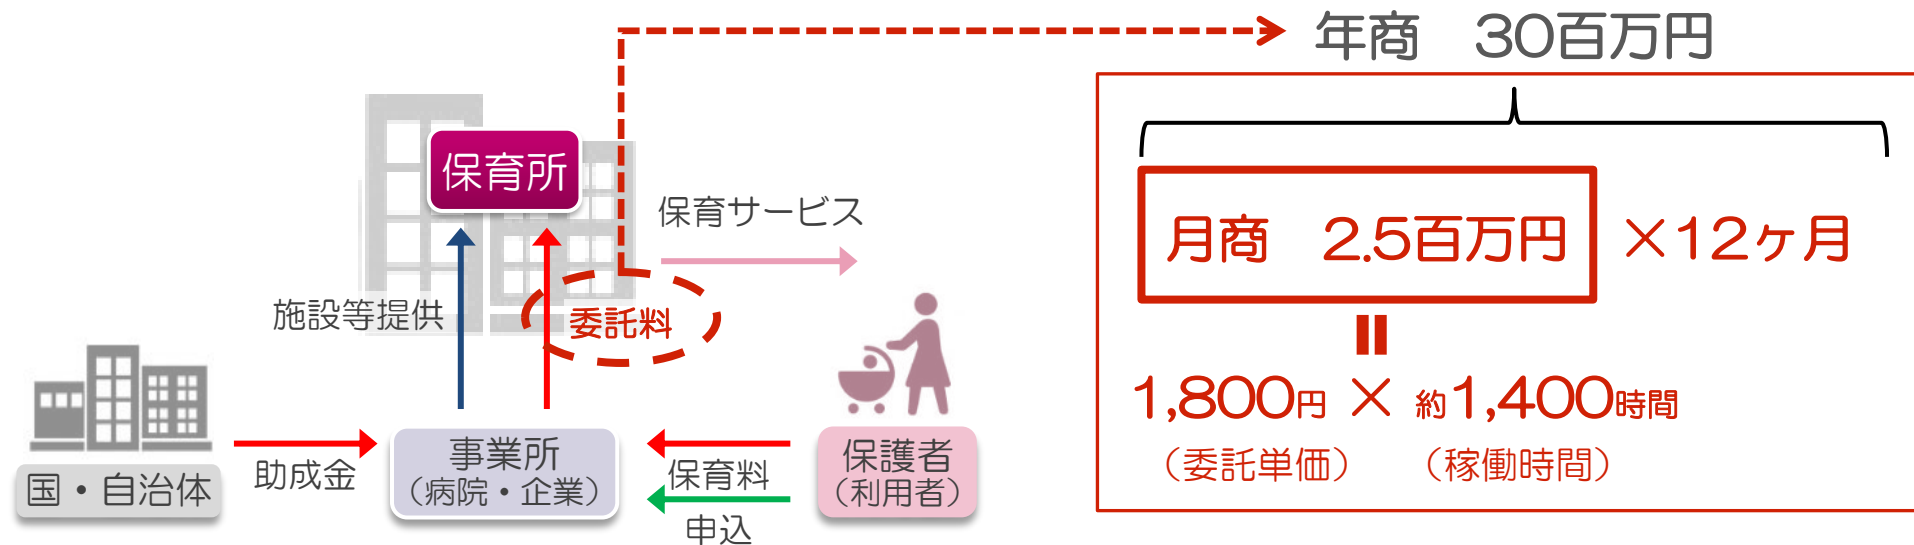 年商　30百万円
保育所
保育サービス
月商　2.5百万円
×12ヶ月
施設等提供
委託料
1,800円 × 約1,400時間
（委託単価）
（稼働時間）
国・自治体
助成金
事業所
（病院・企業）
保育料
申込
保護者
（利用者）